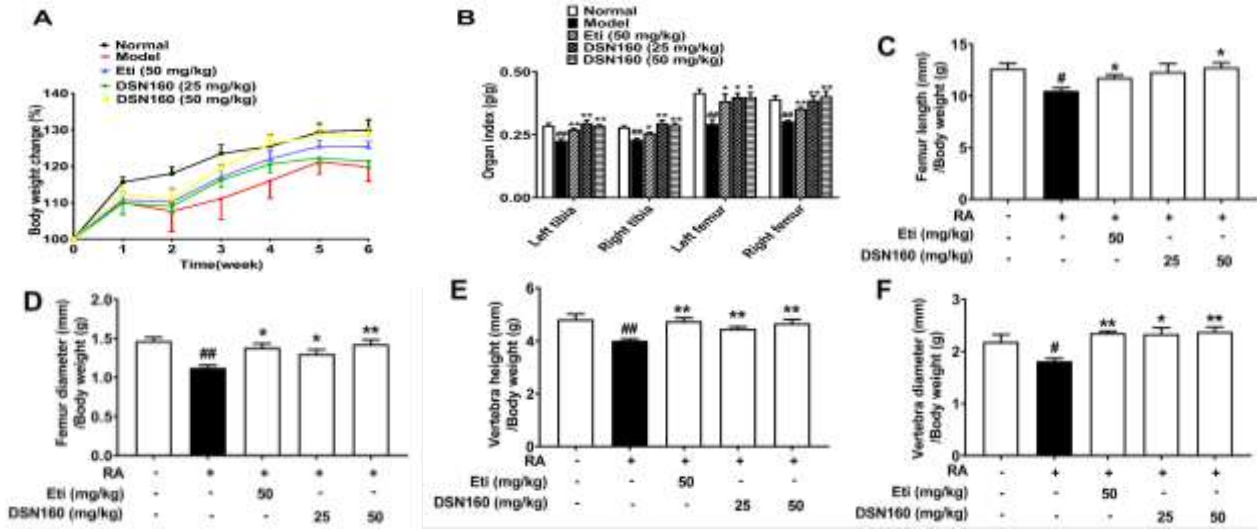 A
Normal
Model
Eti (50 mg/kg)
DSN160 (25 mg/kg)
DSN160 (50 mg/kg)
Body weight change (%)
140
130
120
110
100
0 1 2 3 4 5 6
Time(week)
B
Normal
Model
Eti (50 mg/kg)
DSN160 (25 mg/kg)
DSN160 (50 mg/kg)
Organ index (g/g)
0.50
0.25
0.00
Left tibia
Right tibia
Left femur
Right femur
C
Femur length (mm)
/Body weight (g)
15
10
5
0
# * *
RA - + + + +
Eti (mg/kg) - - 50 - -
DSN160 (mg/kg) - - - 25 50
D
Femur diameter (mm)
/Body weight (g)
2.0
1.5
1.0
0.5
0.0
## * * **
RA - + + + +
Eti (mg/kg) - - 50 - -
DSN160 (mg/kg) - - - 25 50
E
Vertebra height (mm)
/Body weight (g)
6
4
2
0
## ** ** **
RA - + + + +
Eti (mg/kg) - - 50 - -
DSN160 (mg/kg) - - - 25 50
F
Vertebra diameter (mm)
/Body weight (g)
3
2
1
0
# ** * **
RA - + + + +
Eti (mg/kg) - - 50 - -
DSN160 (mg/kg) - - - 25 50